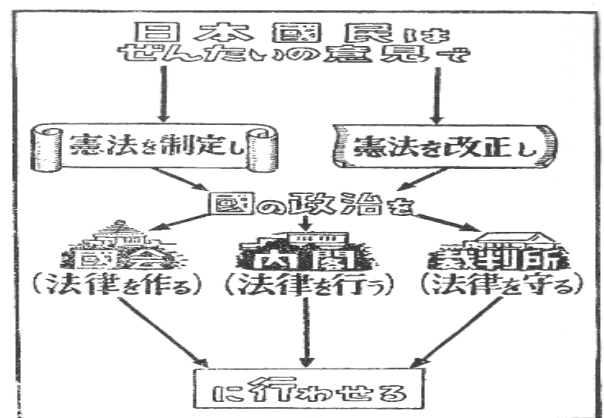 日本國民は
ぜんたいの意見で
憲法を制定し
憲法を改正し
國の政治を
國会
内閣
裁判所
(法律を作る)
(法律を行う)
(法律を守る)
に行わせる